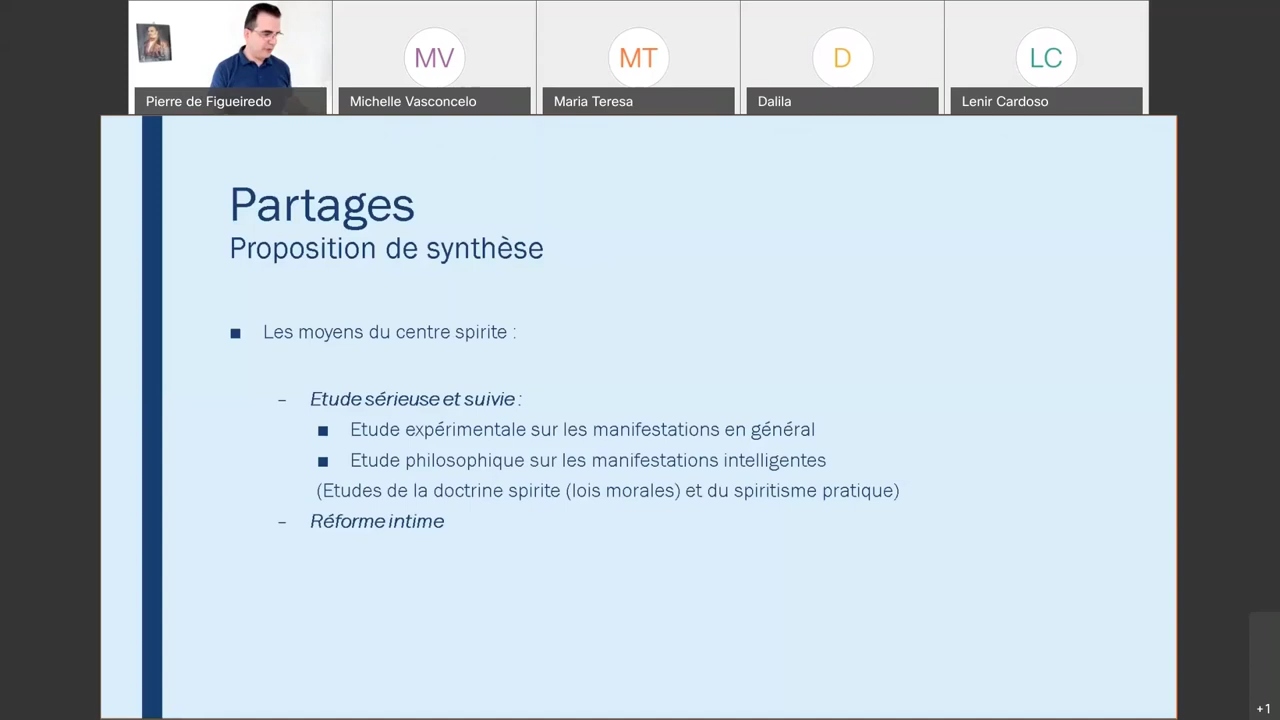 MV
MT
D
LC
Pierre de Figueiredo
Michelle Vasconcelo
Maria Teresa
Dalila
Lenir Cardoso
Partages
Proposition de synthèse
■ Les moyens du centre spirite :
– Etude sérieuse et suivie :
■ Etude expérimentale sur les manifestations en général
■ Etude philosophique sur les manifestations intelligentes
(Etudes de la doctrine spirite (lois morales) et du spiritisme pratique)
– Réforme intime
+1